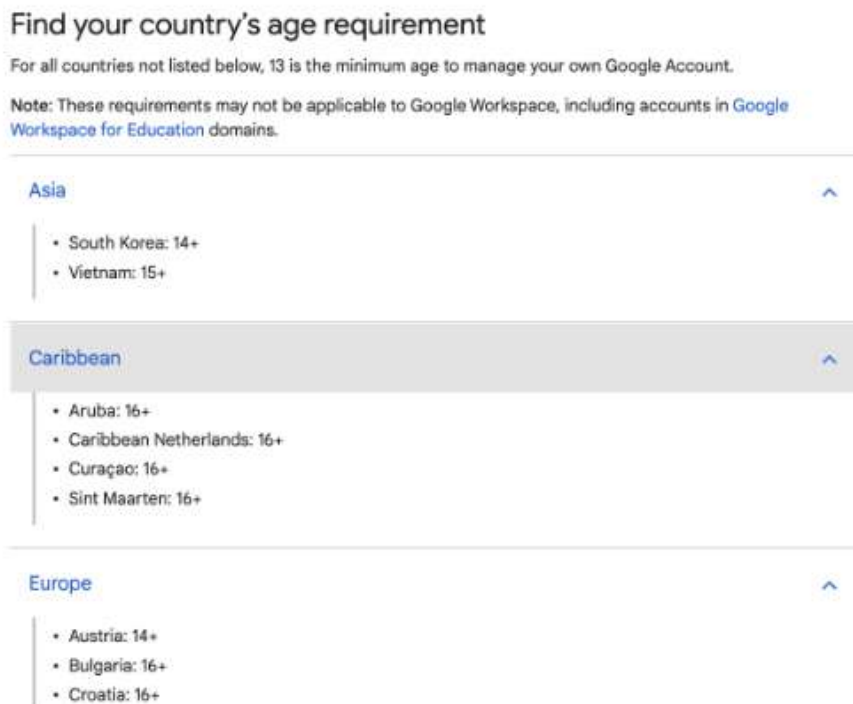 Find your country’s age requirement
For all countries not listed below, 13 is the minimum age to manage your own Google Account.
Note: These requirements may not be applicable to Google Workspace, including accounts in Google
Workspace for Education domains.
Asia
• South Korea: 14+
• Vietnam: 15+
Caribbean
• Aruba: 16+
• Caribbean Netherlands: 16+
• Curaçao: 16+
• Sint Maarten: 16+
Europe
• Austria: 14+
• Bulgaria: 16+
• Croatia: 16+